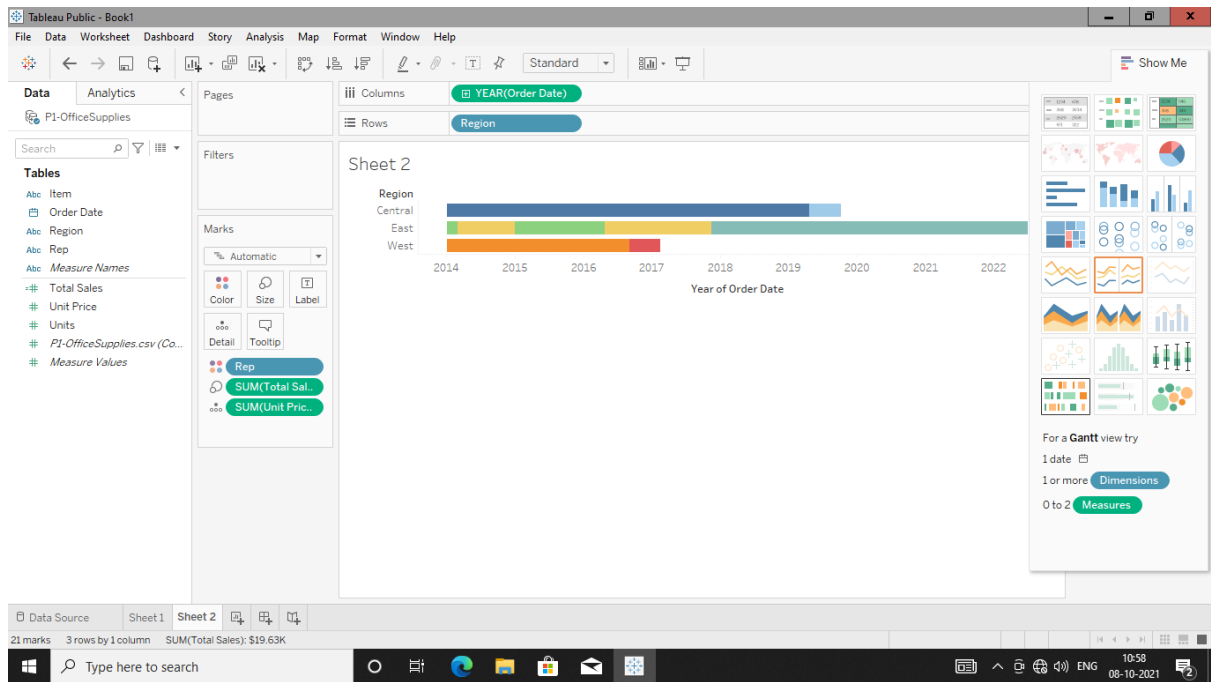 Tableau Public - Book1
File Data Worksheet Dashboard Story Analysis Map Format Window Help
Standard
Show Me
Data Analytics
P1-OfficeSupplies
Search
Tables
Abc Item
Order Date
Abc Region
Abc Rep
Abc Measure Names
=# Total Sales
# Unit Price
# Units
# P1-OfficeSupplies.csv (Co...
# Measure Values
Pages
Filters
Marks
Automatic
Color Size Label
Detail Tooltip
Rep
SUM(Total Sal..
SUM(Unit Pric..
Columns YEAR(Order Date)
Rows Region
Sheet 2
Region
Central
East
West
2014 2015 2016 2017 2018 2019 2020 2021 2022
Year of Order Date
For a Gantt view try
1 date
1 or more Dimensions
0 to 2 Measures
Data Source Sheet 1 Sheet 2
21 marks 3 rows by 1 column SUM(Total Sales): $19.63K
Type here to search
ENG
10:58
08-10-2021
2